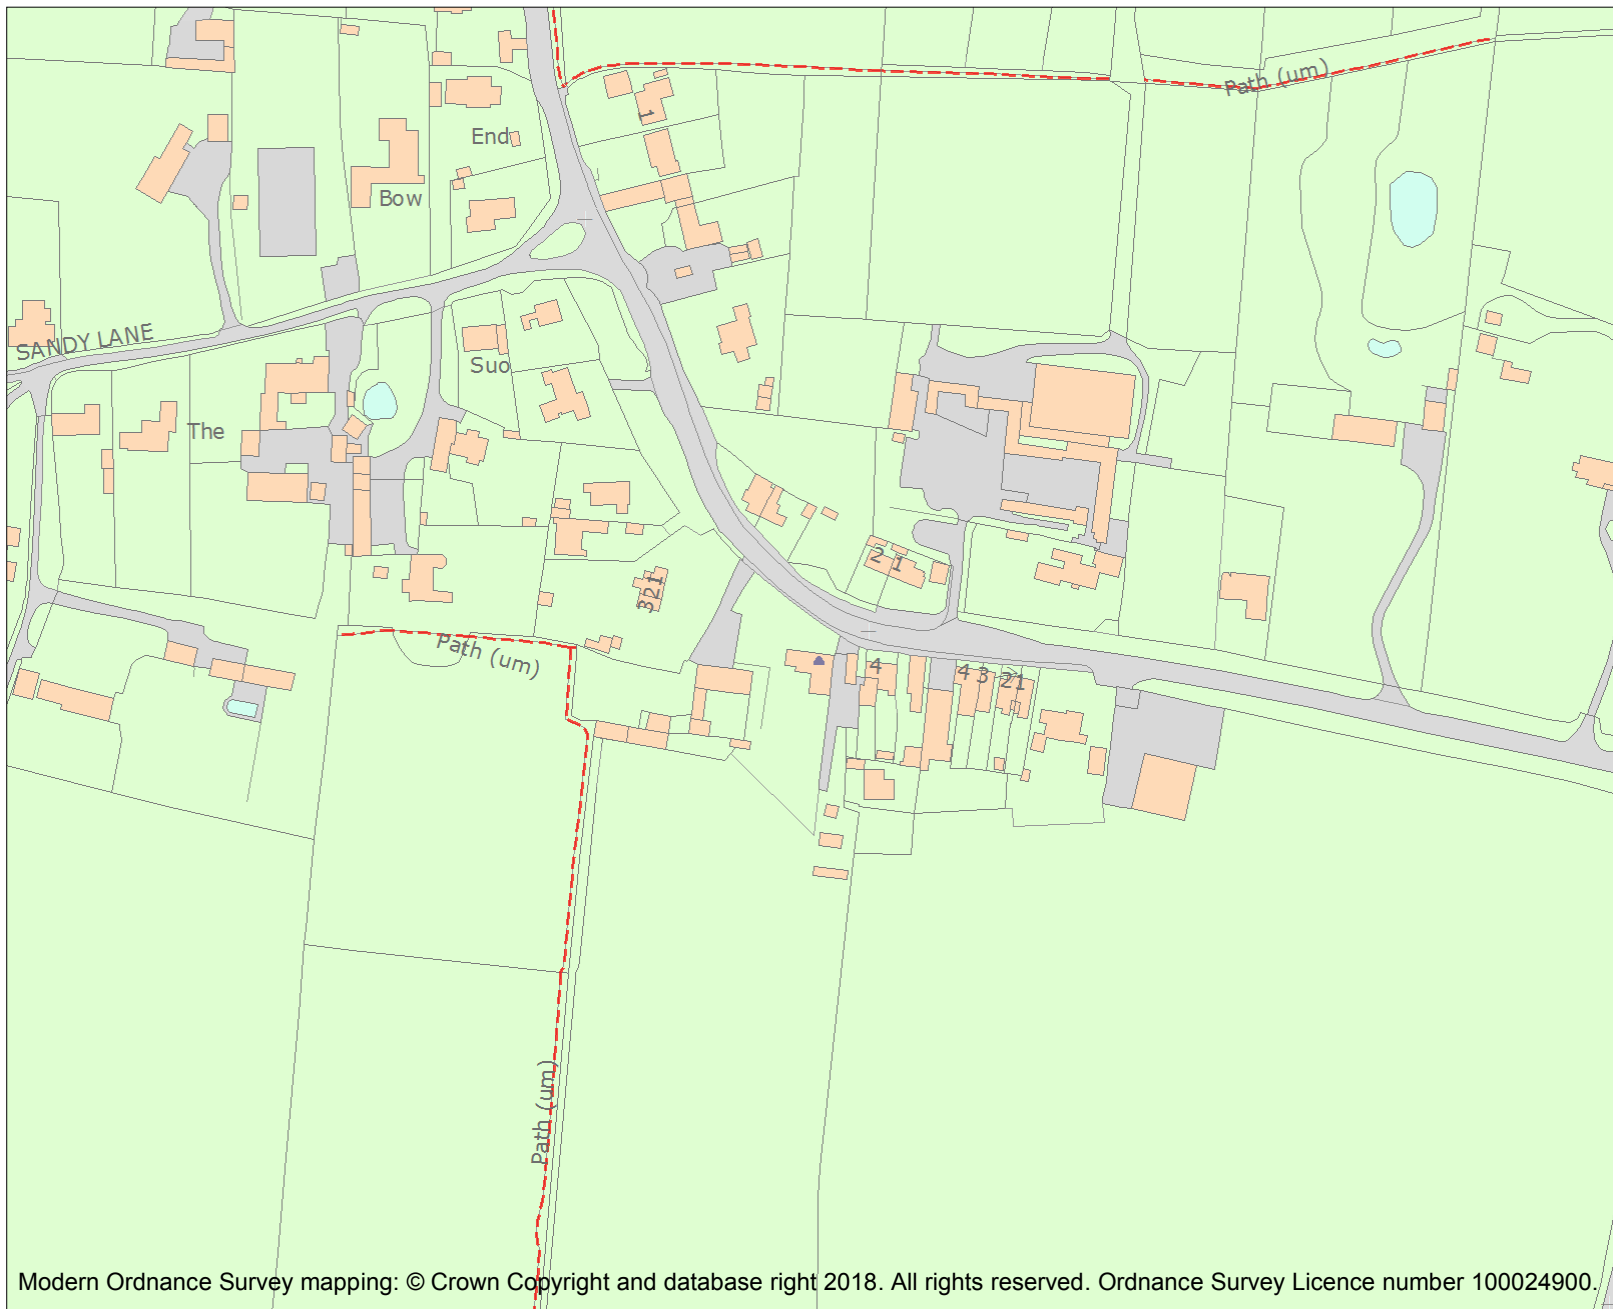 Path (um)
1
End
Bow
SANDY LANE
Suo
The
2 1
321
Path (um)
4
4 3 21
Path (um)
Modern Ordnance Survey mapping: © Crown Copyright and database right 2018. All rights reserved. Ordnance Survey Licence number 100024900.